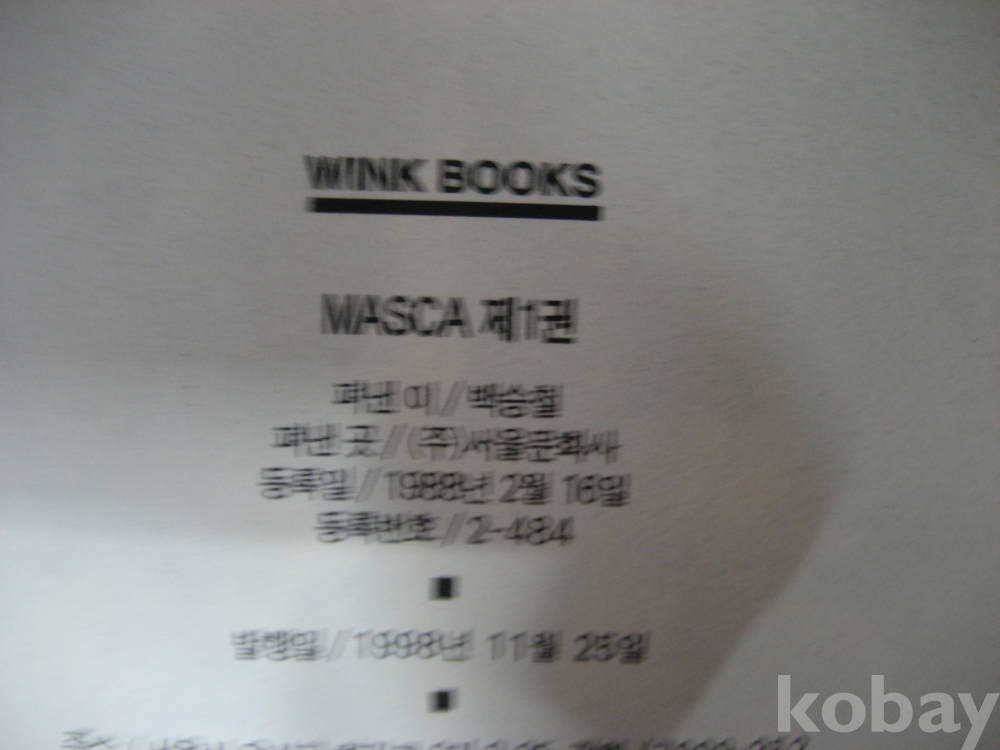 WINK BOOKS
MASCA 제1권
펴낸 이//백승철
펴낸 곳//(주)서울문화사
등록일//1988년 2월 16일
등록번호//2-484
발행일//1998년 11월 25일
kobay